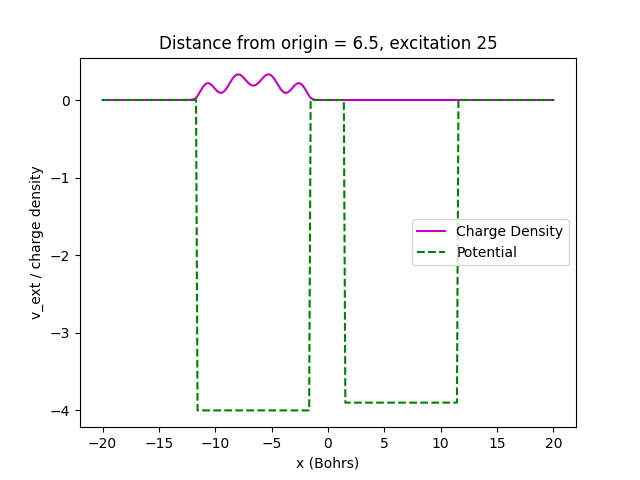 Distance from origin = 6.5, excitation 25
v_ext / charge density
0
−1
−2
−3
−4
Charge Density
Potential
−20 −15 −10 −5 0 5 10 15 20
x (Bohrs)